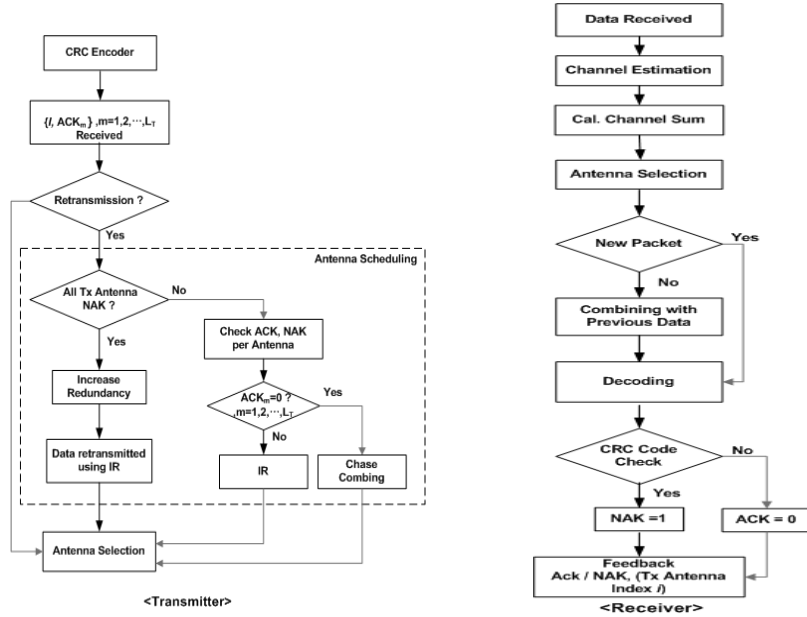 CRC Encoder
{I, ACKm} ,m=1,2,⋯,LT
Received
Retransmission ?
Yes
Antenna Scheduling
All Tx Antenna
NAK ?
No
Yes
Check ACK, NAK
per Antenna
Increase
Redundancy
ACKm=0 ?
,m=1,2,⋯,LT
Yes
No
Data retransmitted
using IR
IR
Chase
Combing
Antenna Selection
<Transmitter>
Data Received
Channel Estimation
Cal. Channel Sum
Antenna Selection
New Packet
Yes
No
Combining with
Previous Data
Decoding
CRC Code
Check
No
Yes
NAK =1
ACK = 0
Feedback
Ack / NAK, (Tx Antenna
Index i)
<Receiver>